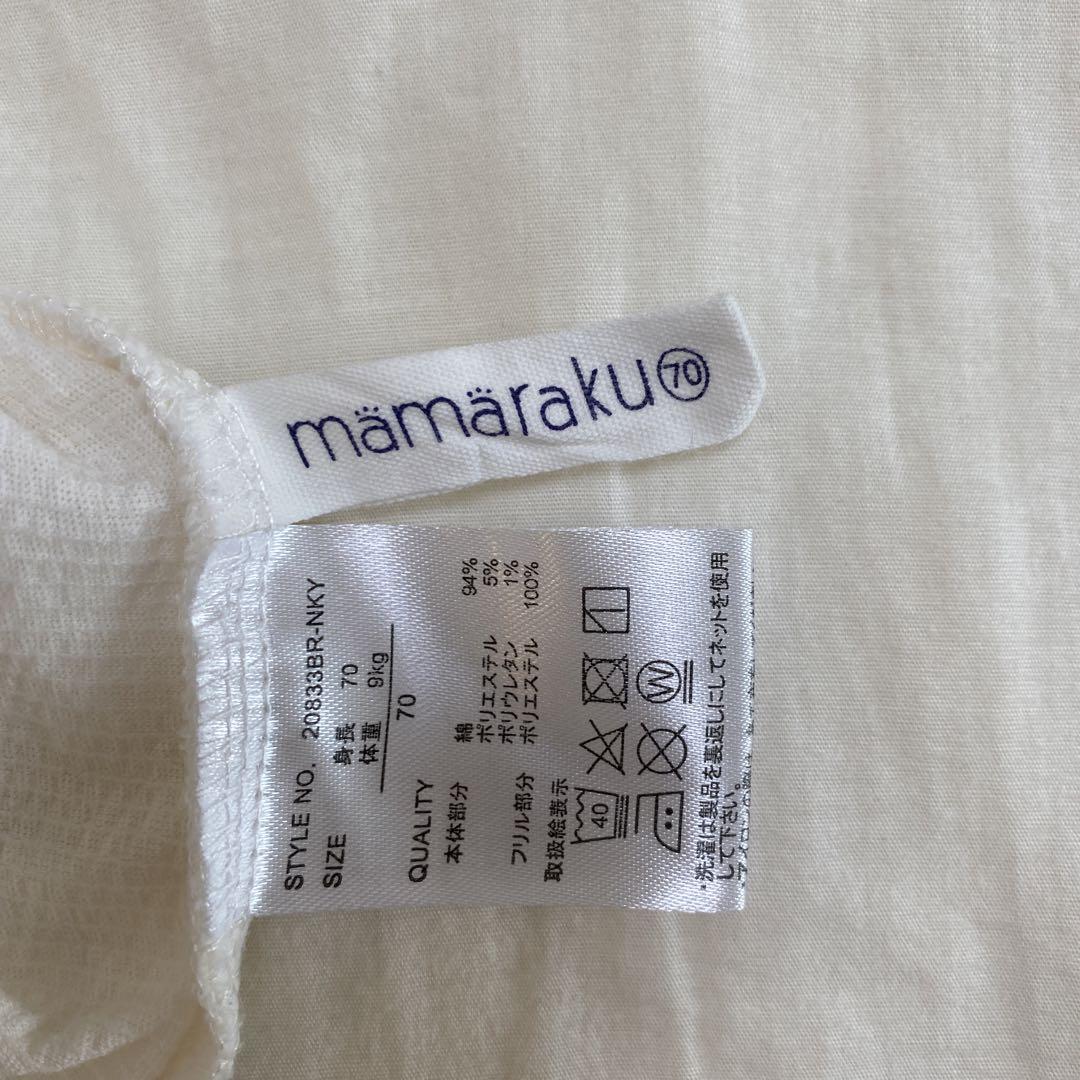 mämäraku 70
STYLE NO. 20833BR-NKY
SIZE 身長 70
体重 9kg
70
QUALITY
本体部分 綿 94%
ポリエステル 5%
ポリウレタン 1%
フリル部分 ポリエステル 100%
取扱絵表示
40
W
・洗濯は製品を裏返しにしてネットを使用
して下さい。